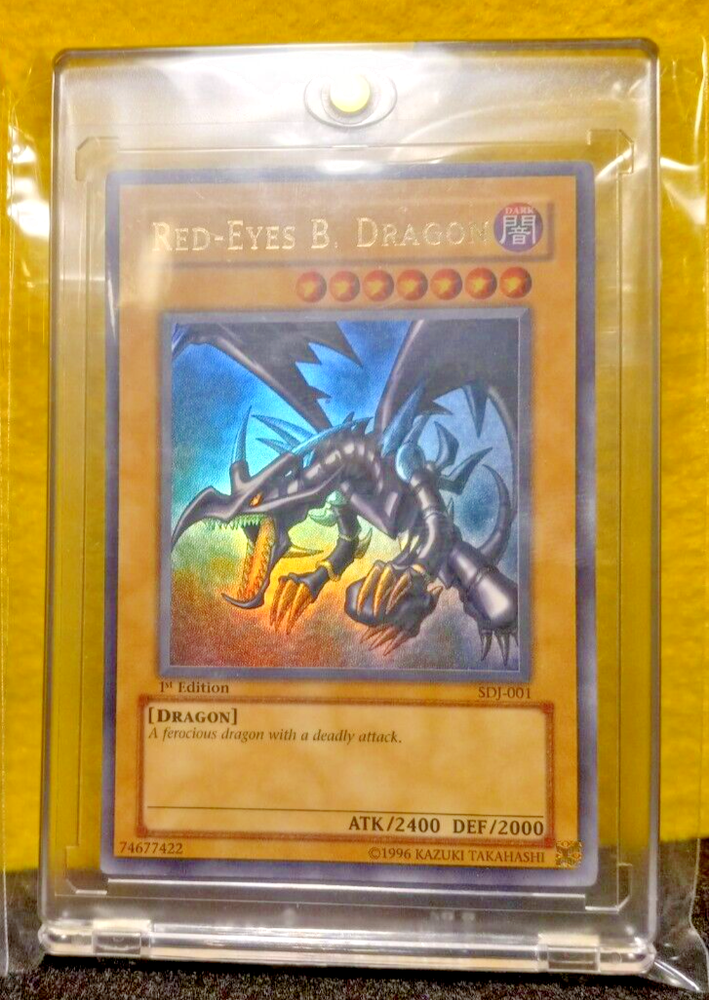 RED-EYES B. DRAGON
DARK
闇
1st Edition
SDJ-001
[DRAGON]
A ferocious dragon with a deadly attack.
ATK/2400 DEF/2000
74677422
©1996 KAZUKI TAKAHASHI